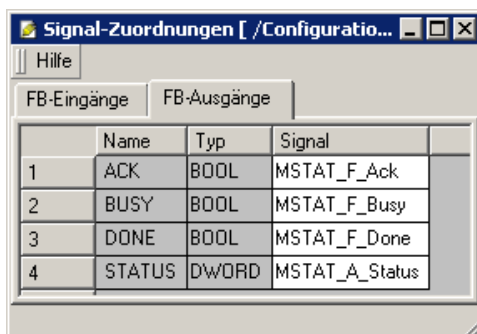 Signal-Zuordnungen [ /Configuratio...
Hilfe
FB-Eingänge FB-Ausgänge
Name Typ Signal
1 ACK BOOL MSTAT_F_Ack
2 BUSY BOOL MSTAT_F_Busy
3 DONE BOOL MSTAT_F_Done
4 STATUS DWORD MSTAT_A_Status